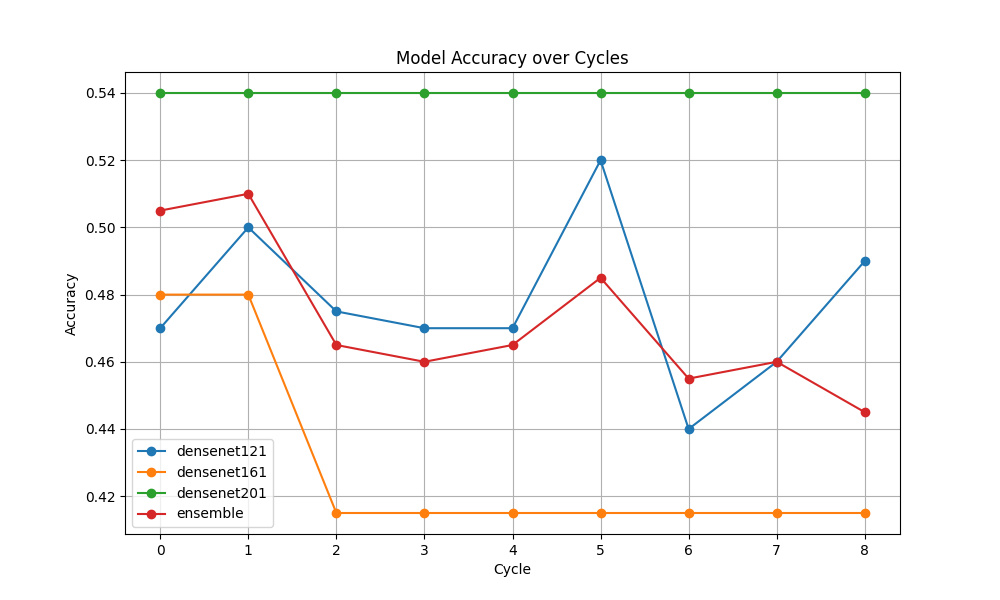 Model Accuracy over Cycles
Accuracy
0.54
0.52
0.50
0.48
0.46
0.44
0.42
densenet121
densenet161
densenet201
ensemble
0 1 2 3 4 5 6 7 8
Cycle